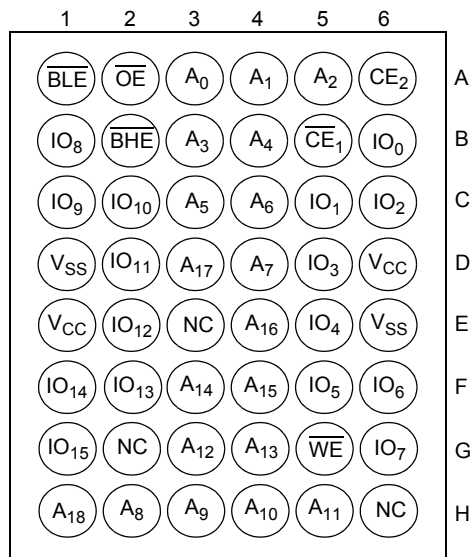 1 2 3 4 5 6
BLE OE A0 A1 A2 CE2 A
IO8 BHE A3 A4 CE1 IO0 B
IO9 IO10 A5 A6 IO1 IO2 C
VSS IO11 A17 A7 IO3 VCC D
VCC IO12 NC A16 IO4 VSS E
IO14 IO13 A14 A15 IO5 IO6 F
IO15 NC A12 A13 WE IO7 G
A18 A8 A9 A10 A11 NC H